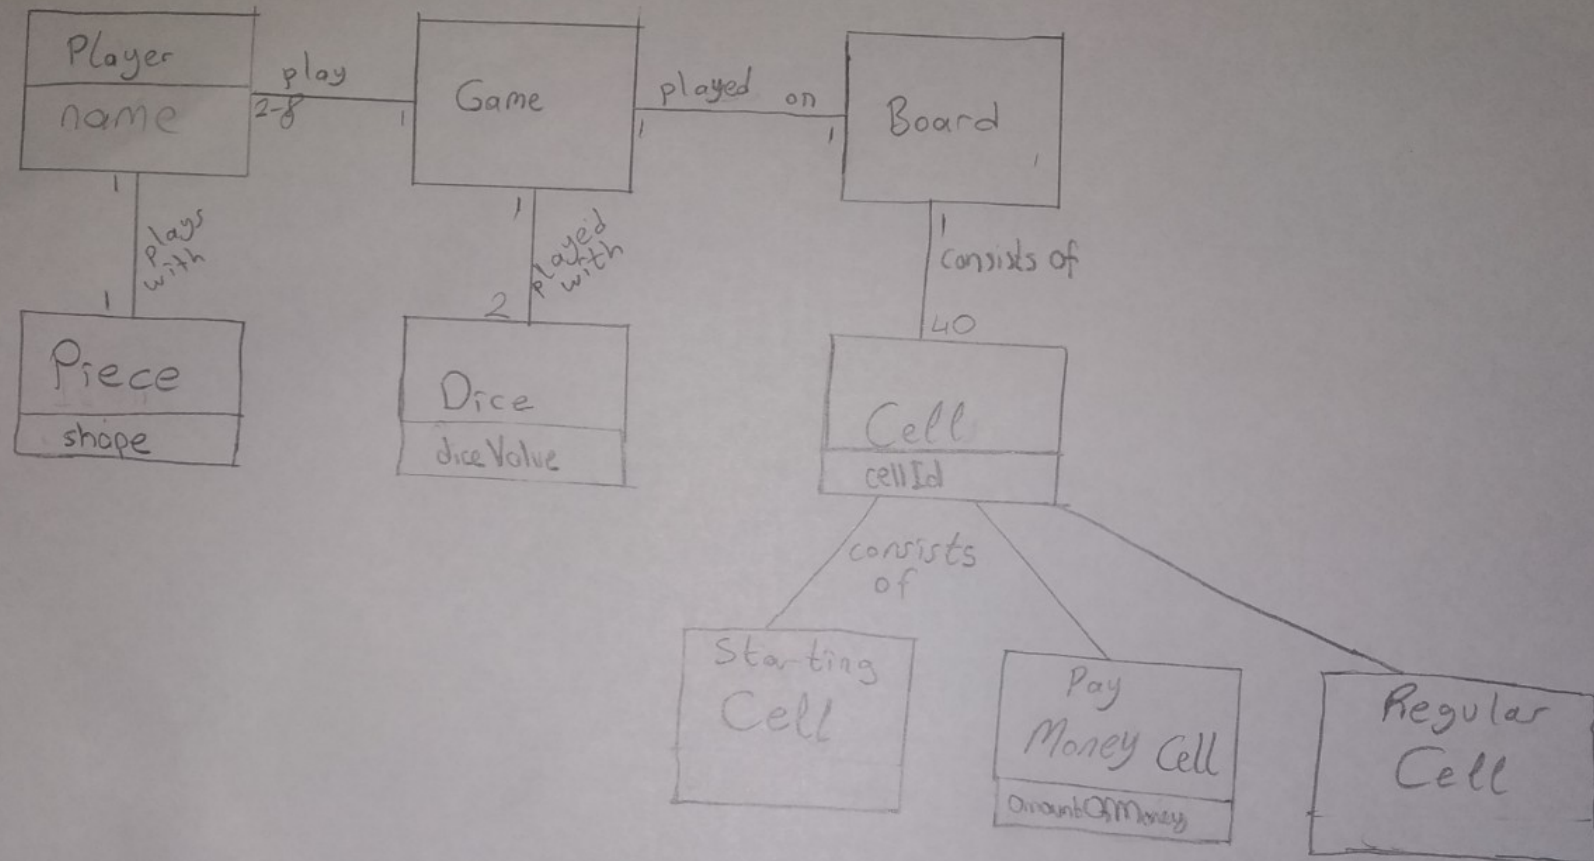 Player
name
play
2-8
1
Game
played on
1
1
Board
1
1
plays
with
1
Piece
shape
1
played
with
2
Dice
diceValue
1
consists of
40
Cell
cellId
consists
of
Starting
Cell
Pay
Money Cell
amountOfMoney
Regular
Cell